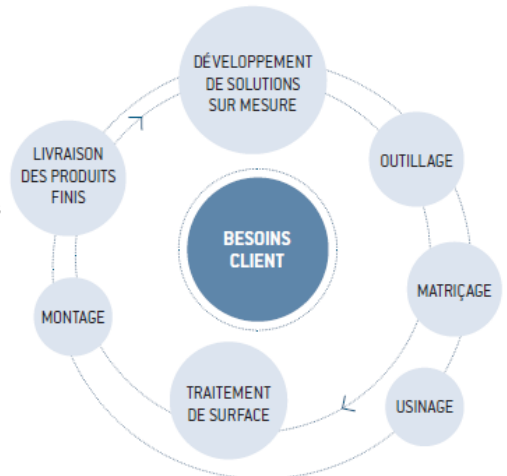 DÉVELOPPEMENT
DE SOLUTIONS
SUR MESURE
OUTILLAGE
MATRIÇAGE
USINAGE
TRAITEMENT
DE SURFACE
MONTAGE
LIVRAISON
DES PRODUITS
FINIS
BESOINS
CLIENT